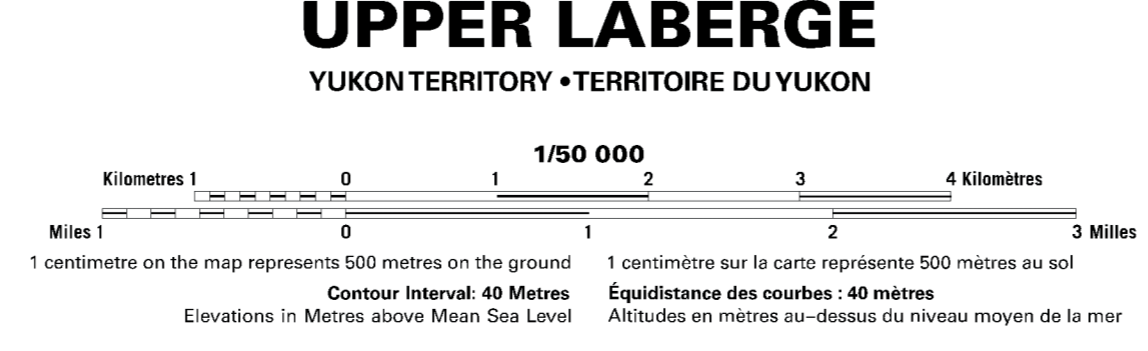 UPPER LABERGE
YUKON TERRITORY • TERRITOIRE DU YUKON
1/50 000
Kilometres 1 0 1 2 3 4 Kilomètres
Miles 1 0 1 2 3 Milles
1 centimetre on the map represents 500 metres on the ground
1 centimètre sur la carte représente 500 mètres au sol
Contour Interval: 40 Metres
Elevations in Metres above Mean Sea Level
Équidistance des courbes : 40 mètres
Altitudes en mètres au-dessus du niveau moyen de la mer